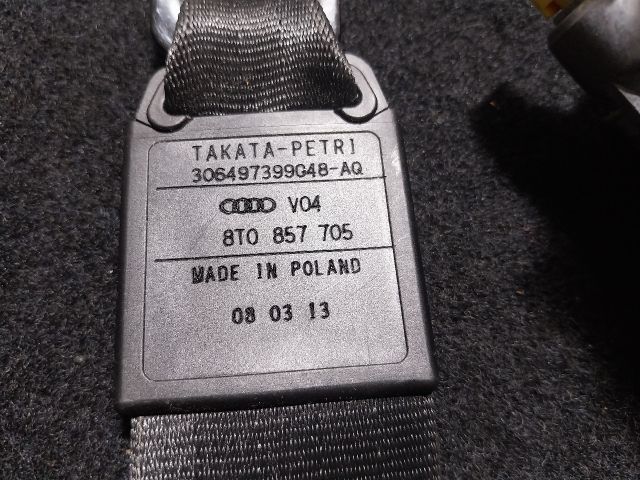 TAKATA-PETRI
306497399G48-AQ
V04
8T0 857 705
MADE IN POLAND
08 03 13